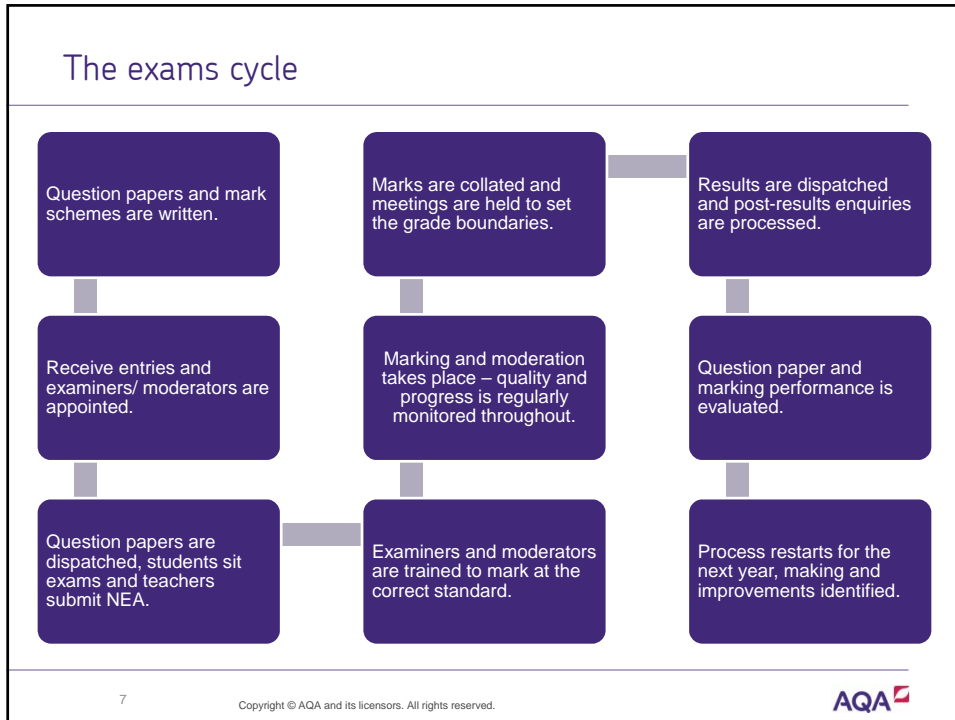 The exams cycle
Question papers and mark
schemes are written.
Receive entries and
examiners/ moderators are
appointed.
Question papers are
dispatched, students sit
exams and teachers
submit NEA.
Examiners and moderators
are trained to mark at the
correct standard.
Marking and moderation
takes place – quality and
progress is regularly
monitored throughout.
Marks are collated and
meetings are held to set
the grade boundaries.
Results are dispatched
and post-results enquiries
are processed.
Question paper and
marking performance is
evaluated.
Process restarts for the
next year, making and
improvements identified.
7
Copyright © AQA and its licensors. All rights reserved.
AQA